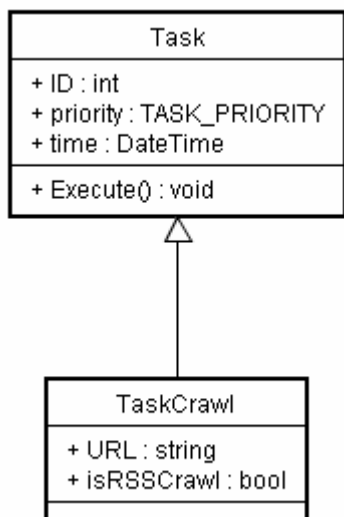 Task
+ ID : int
+ priority : TASK_PRIORITY
+ time : DateTime
+ Execute() : void
TaskCrawl
+ URL : string
+ isRSSCrawl : bool